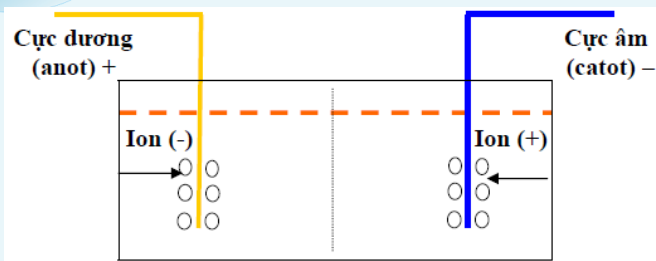 Cực dương
(anot) +
Cực âm
(catot) –
Ion (-)
Ion (+)